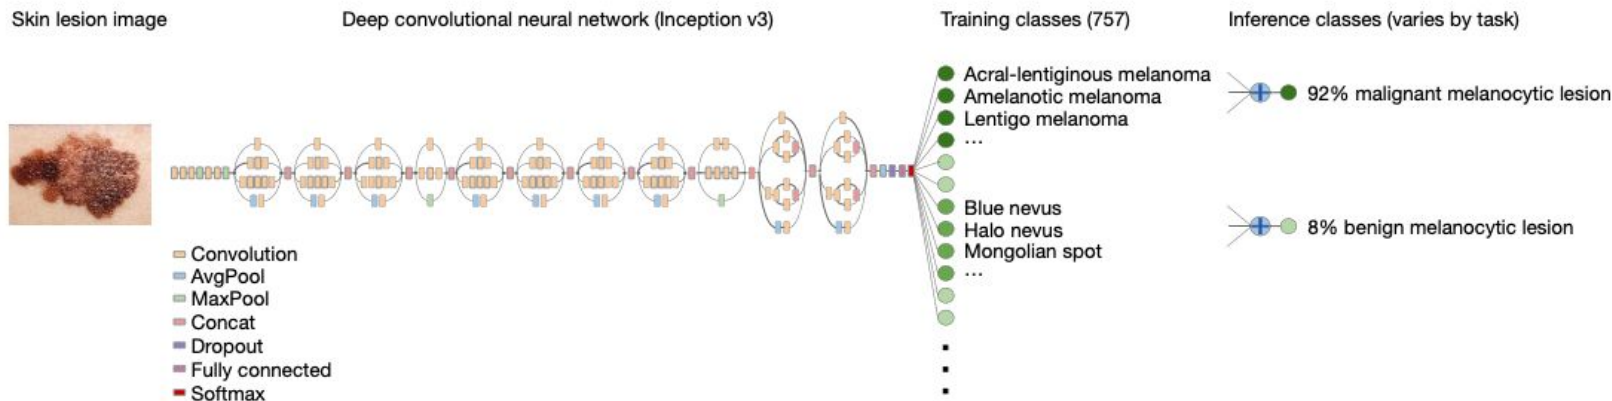 Skin lesion image
Deep convolutional neural network (Inception v3)
Training classes (757)
Inference classes (varies by task)
Acral-lentiginous melanoma
Amelanotic melanoma
Lentigo melanoma
...
Blue nevus
Halo nevus
Mongolian spot
...
92% malignant melanocytic lesion
8% benign melanocytic lesion
Convolution
AvgPool
MaxPool
Concat
Dropout
Fully connected
Softmax